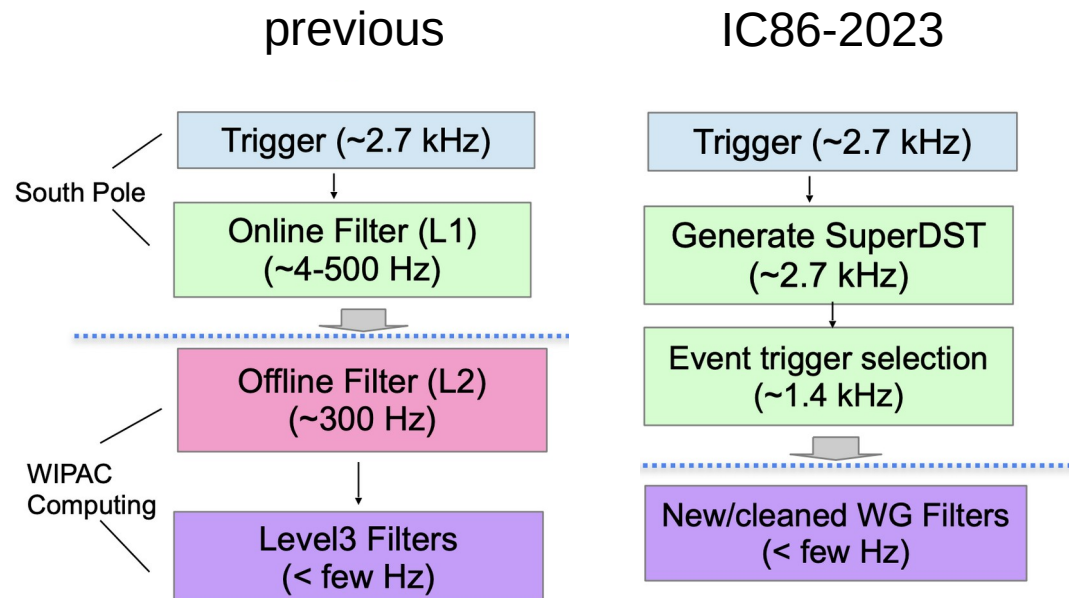 previous
IC86-2023
South Pole
Trigger (~2.7 kHz)
Online Filter (L1)
(~4-500 Hz)
WIPAC
Computing
Offline Filter (L2)
(~300 Hz)
Level3 Filters
(< few Hz)
Trigger (~2.7 kHz)
Generate SuperDST
(~2.7 kHz)
Event trigger selection
(~1.4 kHz)
New/cleaned WG Filters
(< few Hz)